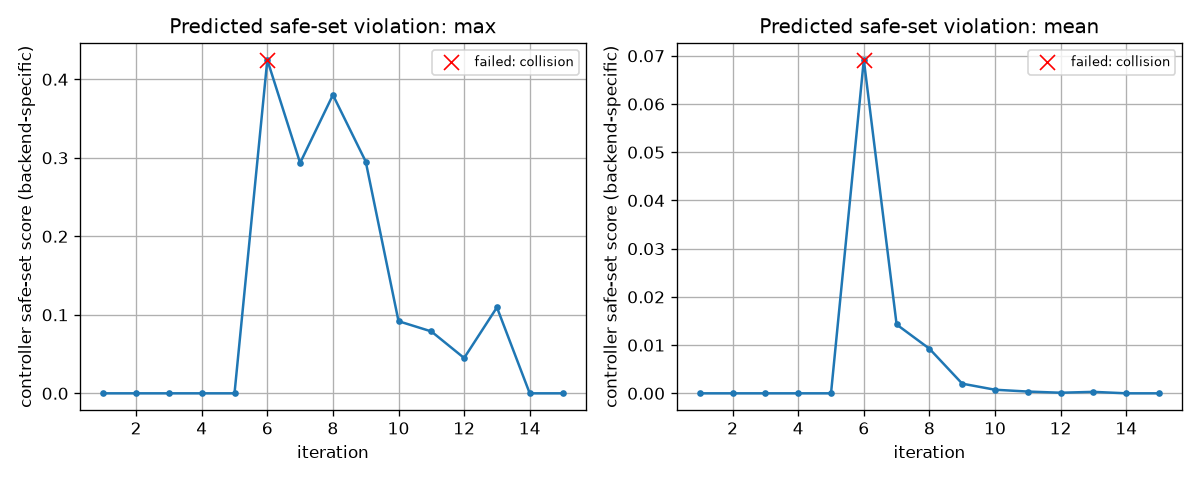 Predicted safe-set violation: max
controller safe-set score (backend-specific)
0.4
0.3
0.2
0.1
0.0
2 4 6 8 10 12 14
iteration
failed: collision
Predicted safe-set violation: mean
controller safe-set score (backend-specific)
0.07
0.06
0.05
0.04
0.03
0.02
0.01
0.00
2 4 6 8 10 12 14
iteration
failed: collision